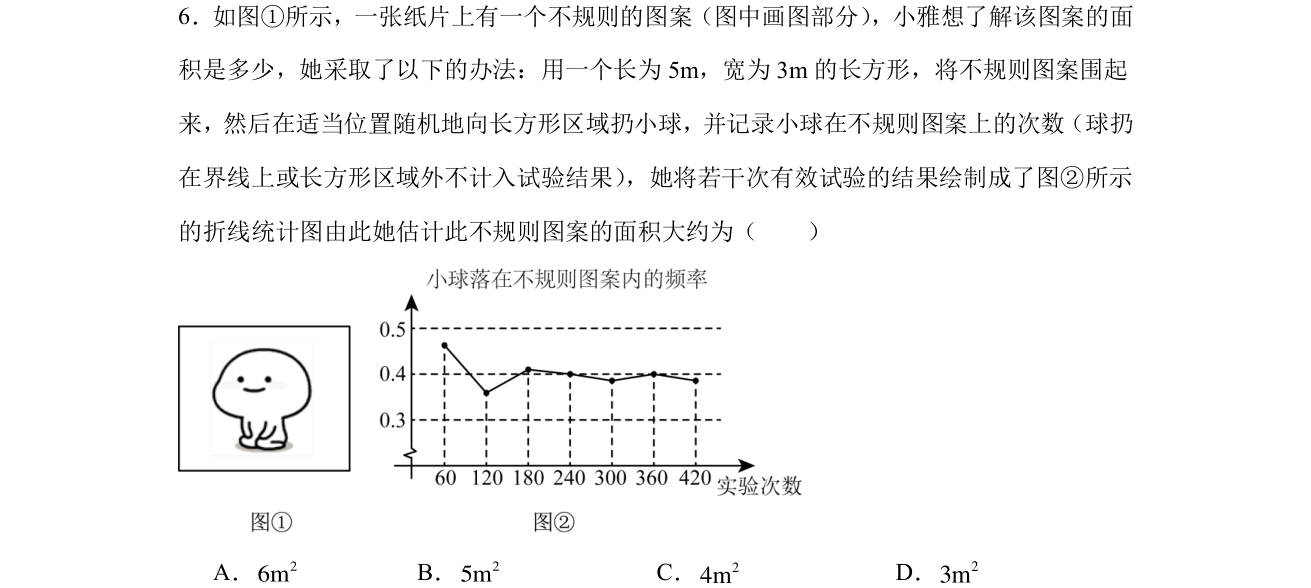 6．如图①所示，一张纸片上有一个不规则的图案（图中画图部分），小雅想了解该图案的面
积是多少，她采取了以下的办法：用一个长为 5m，宽为 3m 的长方形，将不规则图案围起
来，然后在适当位置随机地向长方形区域扔小球，并记录小球在不规则图案上的次数（球扔
在界线上或长方形区域外不计入试验结果），她将若干次有效试验的结果绘制成了图②所示
的折线统计图由此她估计此不规则图案的面积大约为（　　）
小球落在不规则图案内的频率
0.5
0.4
0.3
60 120 180 240 300 360 420 实验次数
图① 图②
A．6m² B．5m² C．4m² D．3m²